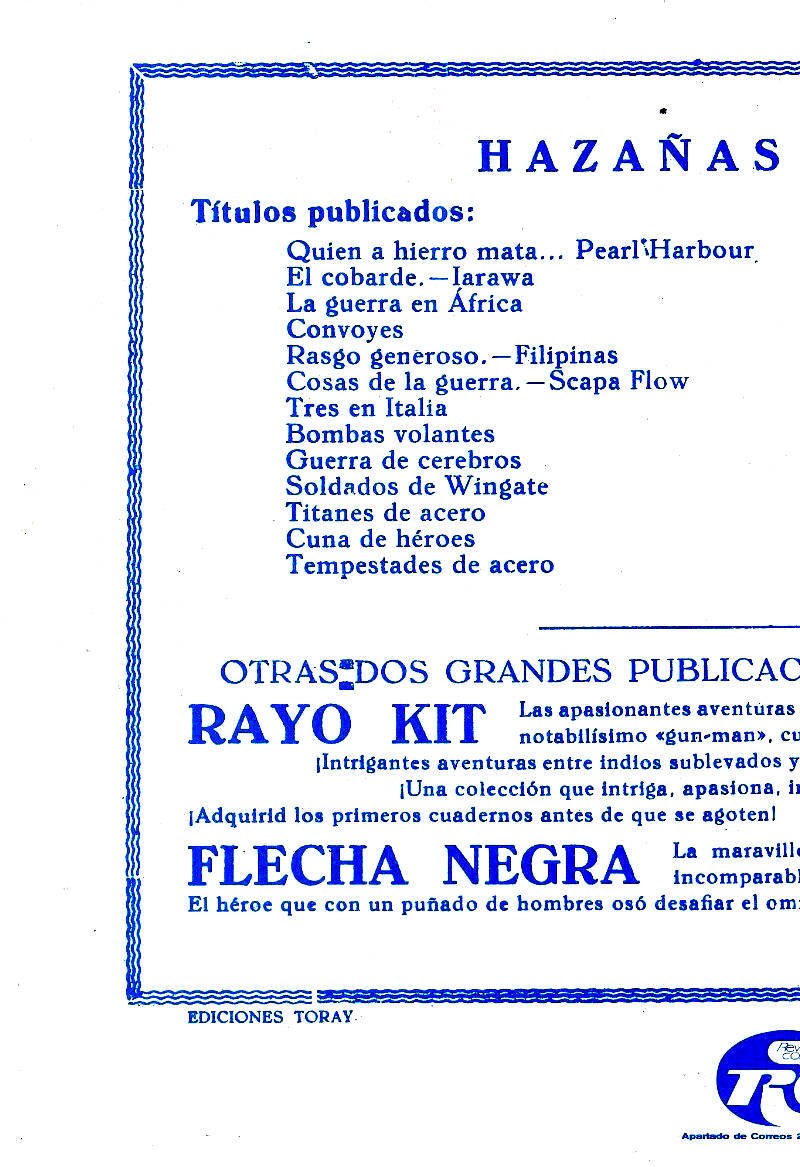 HAZAÑAS
Títulos publicados:
Quien a hierro mata... Pearl Harbour
El cobarde.—Iarawa
La guerra en África
Convoyes
Rasgo generoso.—Filipinas
Cosas de la guerra.—Scapa Flow
Tres en Italia
Bombas volantes
Guerra de cerebros
Soldados de Wingate
Titanes de acero
Cuna de héroes
Tempestades de acero
OTRAS DOS GRANDES PUBLICAC
RAYO KIT Las apasionantes aventuras
notabilísimo «gun-man», cu
¡Intrigantes aventuras entre indios sublevados y
¡Una colección que intriga, apasiona, i
¡Adquirid los primeros cuadernos antes de que se agoten!
FLECHA NEGRA La maravill
incomparabl
El héroe que con un puñado de hombres osó desafiar el om
EDICIONES TORAY
Rev
CO
TR
Apartado de Correos 2